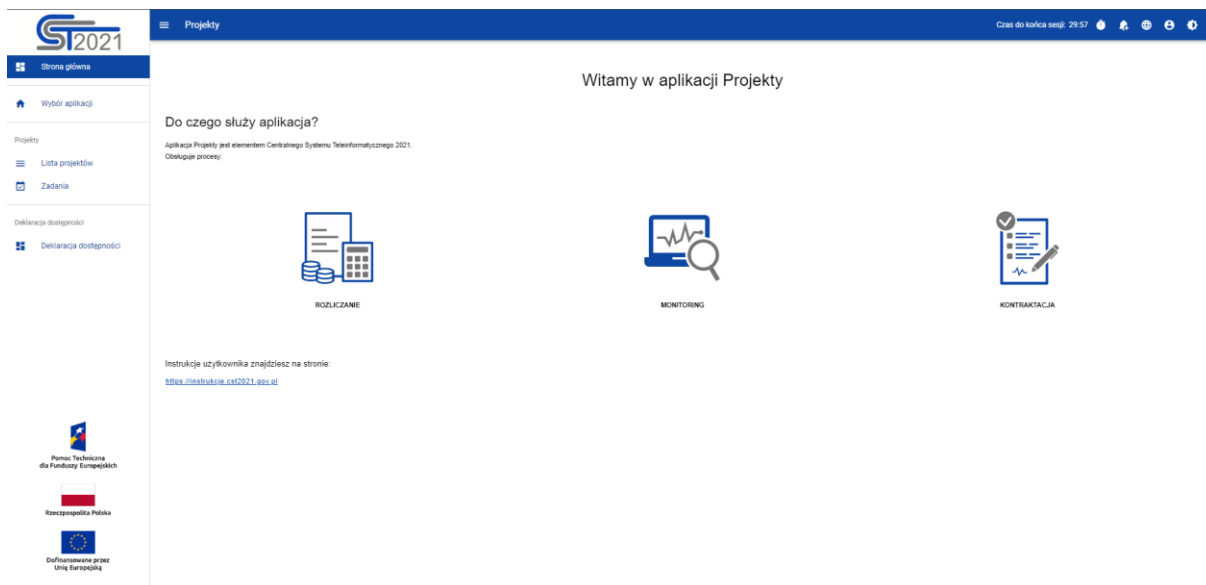 CST2021
Strona główna
Wybór aplikacji
Projekty
Lista projektów
Zadania
Deklaracja dostępności
Deklaracja dostępności
Pomoc Techniczna
dla Funduszy Europejskich
Rzeczpospolita Polska
Dofinansowane przez
Unię Europejską
Projekty
Czas do końca sesji: 29:57
Witamy w aplikacji Projekty
Do czego służy aplikacja?
Aplikacja Projekty jest elementem Centralnego Systemu Teleinformatycznego 2021.
Obsługuje procesy:
ROZLICZANIE
MONITORING
KONTRAKTACJA
Instrukcje użytkownika znajdziesz na stronie:
https://instrukcje.cst2021.gov.pl